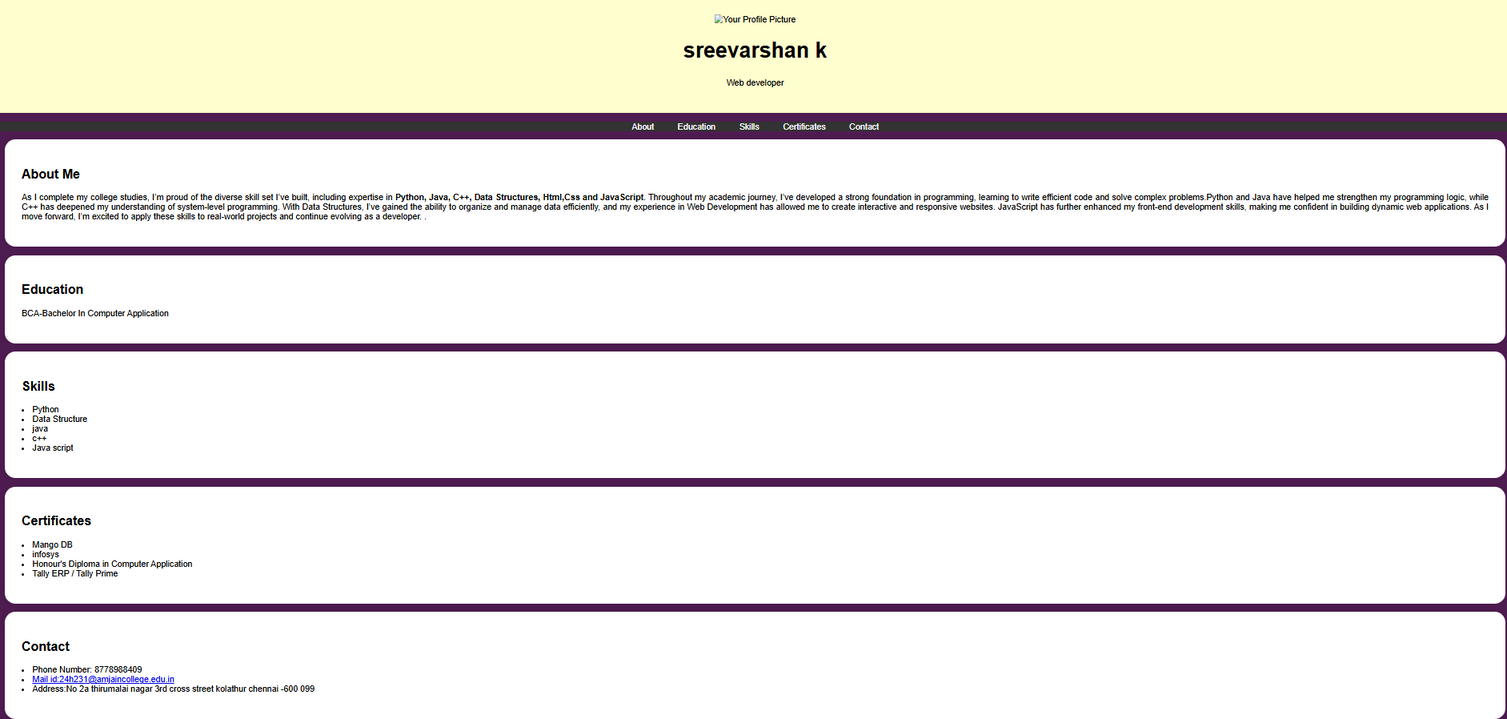 Your Profile Picture
sreevarshan k
Web developer
About Education Skills Certificates Contact
About Me
As I complete my college studies, I'm proud of the diverse skill set I've built, including expertise in Python, Java, C++, Data Structures, Html,Css and JavaScript. Throughout my academic journey, I've developed a strong foundation in programming, learning to write efficient code and solve complex problems.Python and Java have helped me strengthen my programming logic, while
C++ has deepened my understanding of system-level programming. With Data Structures, I've gained the ability to organize and manage data efficiently, and my experience in Web Development has allowed me to create interactive and responsive websites. JavaScript has further enhanced my front-end development skills, making me confident in building dynamic web applications. As I
move forward, I'm excited to apply these skills to real-world projects and continue evolving as a developer. .
Education
BCA-Bachelor In Computer Application
Skills
• Python
• Data Structure
• java
• c++
• Java script
Certificates
• Mango DB
• infosys
• Honour's Diploma in Computer Application
• Tally ERP / Tally Prime
Contact
• Phone Number: 8778988409
• Mail id:24h231@amjaincollege.edu.in
• Address:No 2a thirumalai nagar 3rd cross street kolathur chennai -600 099